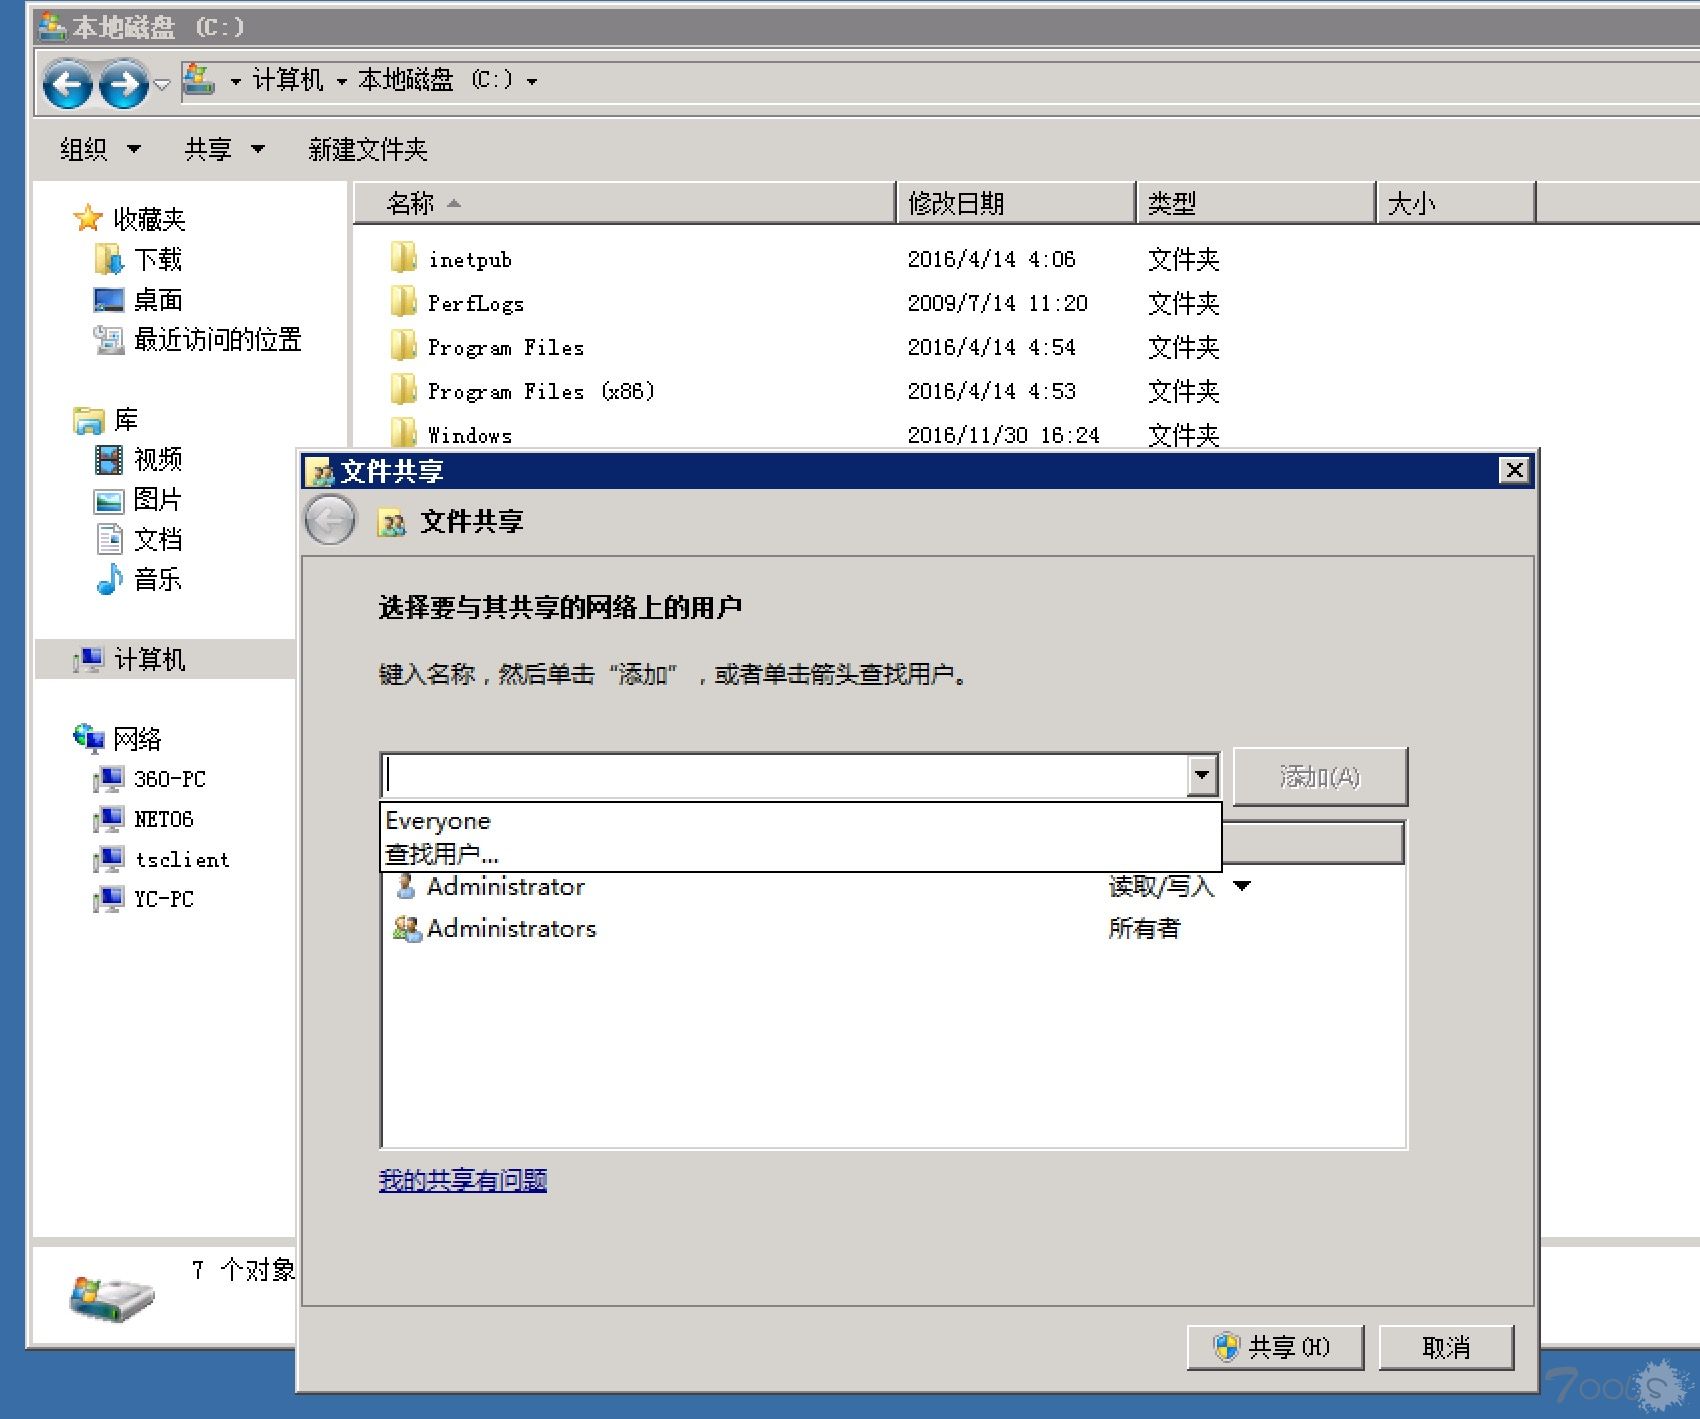 本地磁盘 (C:)
计算机 本地磁盘 (C:)
组织 共享 新建文件夹
名称 修改日期 类型 大小
收藏夹
下载
桌面
最近访问的位置
库
视频
图片
文档
音乐
计算机
网络
360-PC
NET06
tsclient
YC-PC
inetpub 2016/4/14 4:06 文件夹
PerfLogs 2009/7/14 11:20 文件夹
Program Files 2016/4/14 4:54 文件夹
Program Files (x86) 2016/4/14 4:53 文件夹
Windows 2016/11/30 16:24 文件夹
文件共享
文件共享
选择要与其共享的网络上的用户
键入名称，然后单击“添加”，或者单击箭头查找用户。
添加(A)
Everyone
查找用户...
Administrator 读取/写入
Administrators 所有者
我的共享有问题
7 个对象
共享(H) 取消
7ools